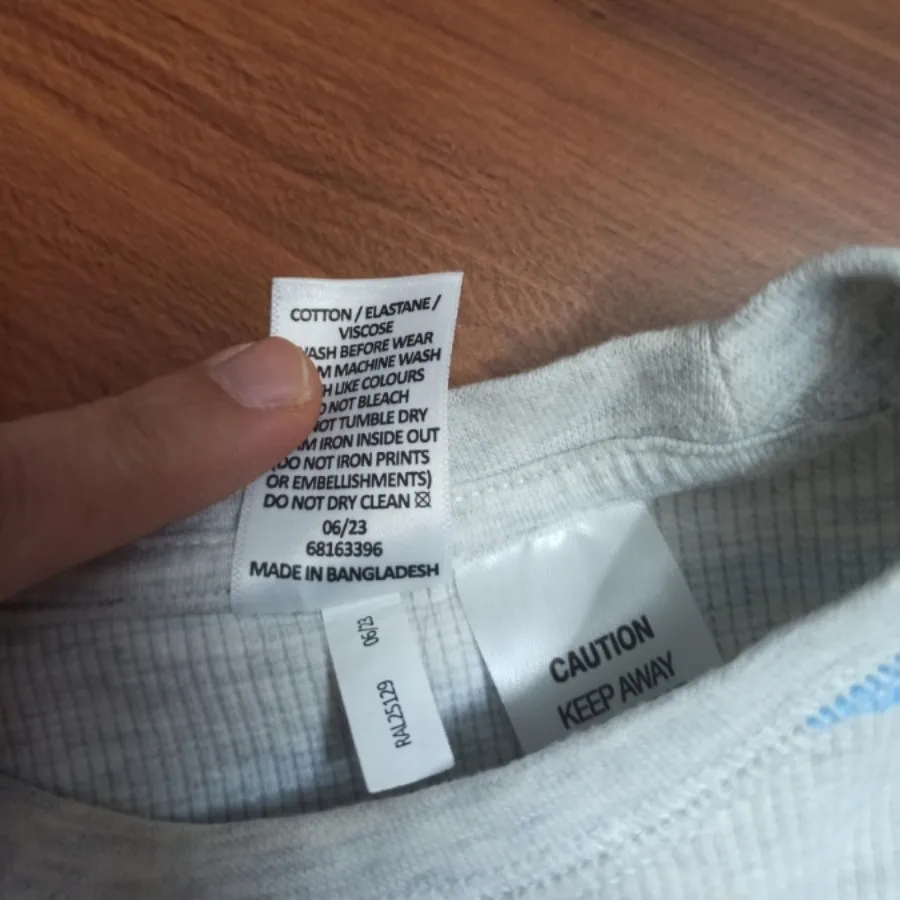 COTTON / ELASTANE /
VISCOSE
WASH BEFORE WEAR
MACHINE WASH
LIKE COLOURS
NOT BLEACH
NOT TUMBLE DRY
IRON INSIDE OUT
(DO NOT IRON PRINTS
OR EMBELLISHMENTS)
DO NOT DRY CLEAN
06/23
68163396
MADE IN BANGLADESH
06/23
RAL25129
CAUTION
KEEP AWAY